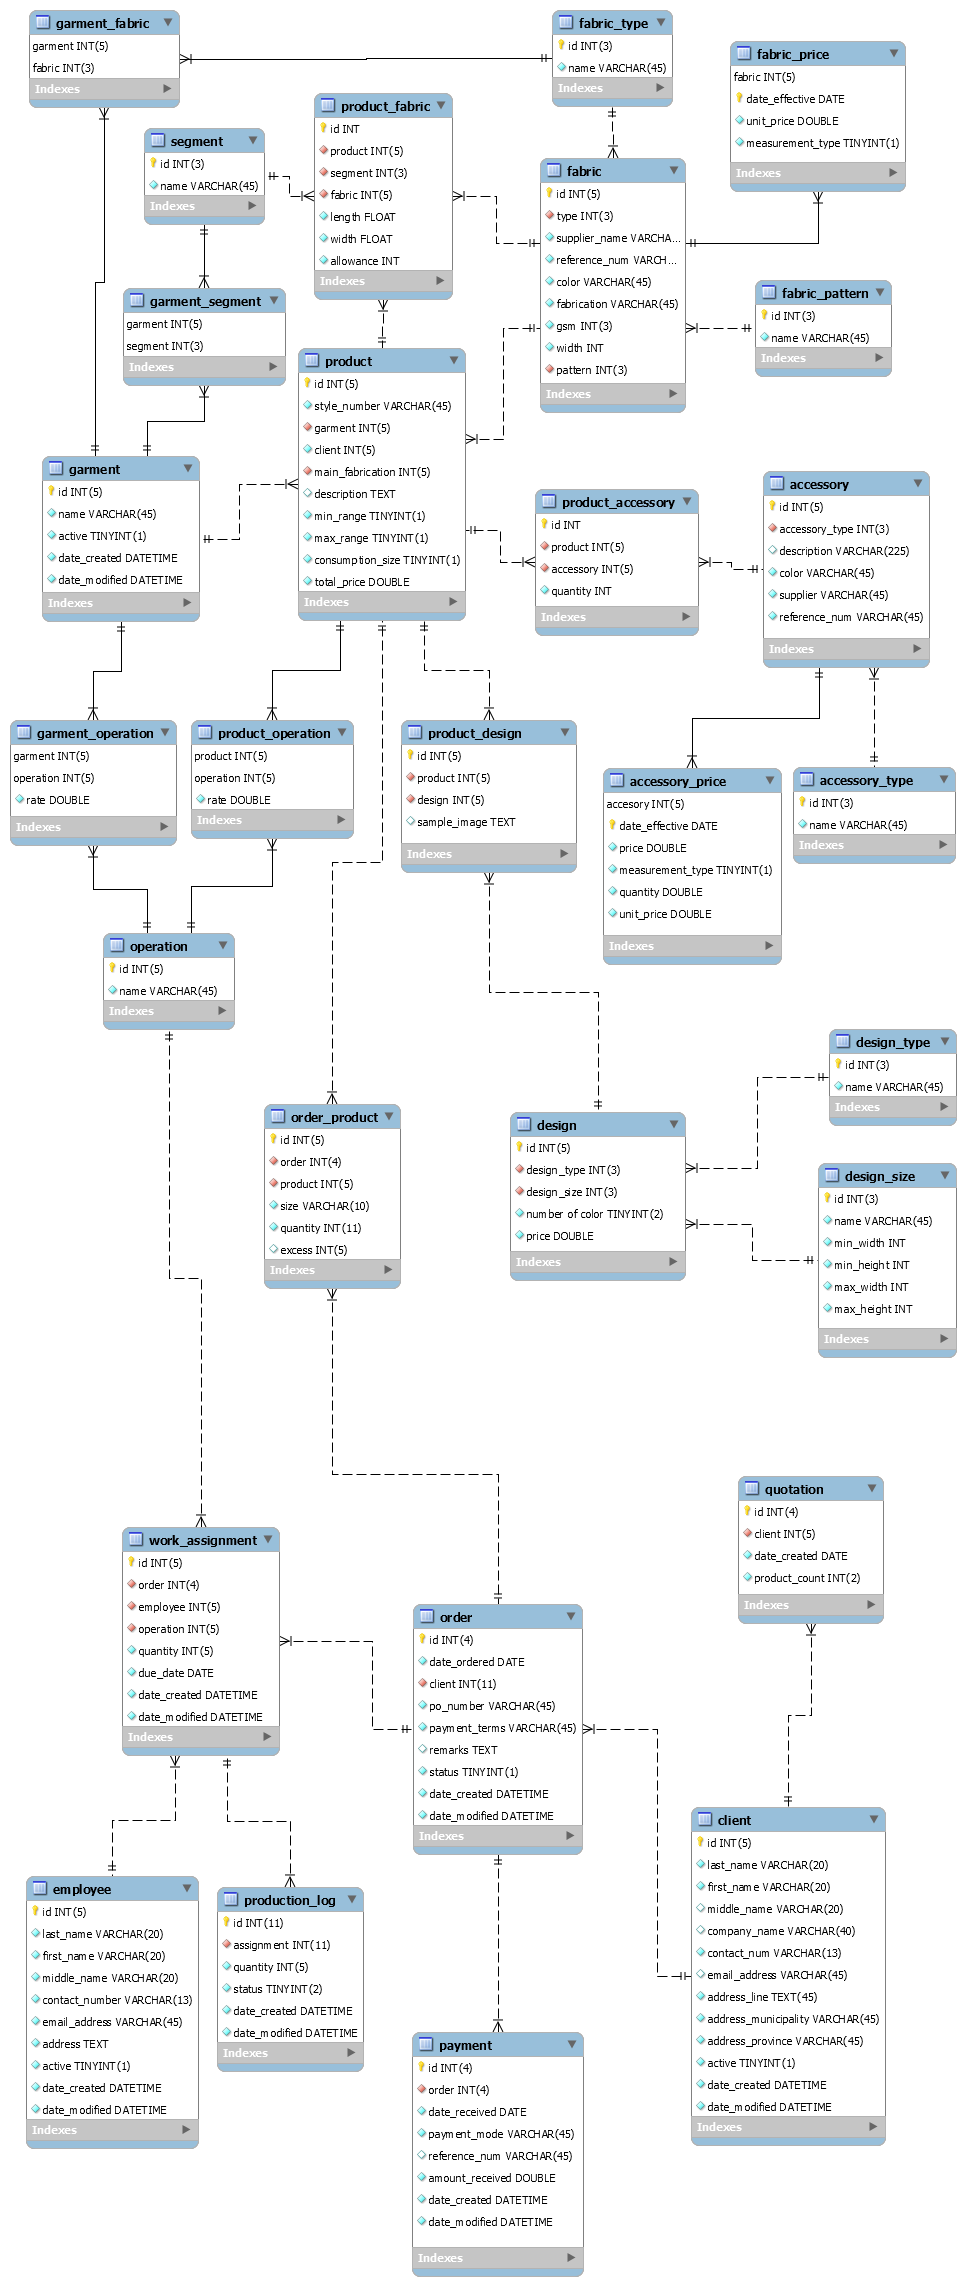 garment_fabric
garment INT(5)
fabric INT(3)
Indexes
fabric_type
id INT(3)
name VARCHAR(45)
Indexes
fabric_price
fabric INT(5)
date_effective DATE
unit_price DOUBLE
measurement_type TINYINT(1)
Indexes
product_fabric
id INT
product INT(5)
segment INT(3)
fabric INT(5)
length FLOAT
width FLOAT
allowance INT
Indexes
segment
id INT(3)
name VARCHAR(45)
Indexes
fabric
id INT(5)
type INT(3)
supplier_name VARCHA...
reference_num VARCH...
color VARCHAR(45)
fabrication VARCHAR(45)
gsm INT(3)
width INT
pattern INT(3)
Indexes
garment_segment
garment INT(5)
segment INT(3)
Indexes
fabric_pattern
id INT(3)
name VARCHAR(45)
Indexes
product
id INT(5)
style_number VARCHAR(45)
garment INT(5)
client INT(5)
main_fabrication INT(5)
description TEXT
min_range TINYINT(1)
max_range TINYINT(1)
consumption_size TINYINT(1)
total_price DOUBLE
Indexes
garment
id INT(5)
name VARCHAR(45)
active TINYINT(1)
date_created DATETIME
date_modified DATETIME
Indexes
product_accessory
id INT
product INT(5)
accessory INT(5)
quantity INT
Indexes
accessory
id INT(5)
accessory_type INT(3)
description VARCHAR(225)
color VARCHAR(45)
supplier VARCHAR(45)
reference_num VARCHAR(45)
Indexes
garment_operation
garment INT(5)
operation INT(5)
rate DOUBLE
Indexes
product_operation
product INT(5)
operation INT(5)
rate DOUBLE
Indexes
product_design
id INT(5)
product INT(5)
design INT(5)
sample_image TEXT
Indexes
accessory_price
accesory INT(5)
date_effective DATE
price DOUBLE
measurement_type TINYINT(1)
quantity DOUBLE
unit_price DOUBLE
Indexes
accessory_type
id INT(3)
name VARCHAR(45)
Indexes
operation
id INT(5)
name VARCHAR(45)
Indexes
design_type
id INT(3)
name VARCHAR(45)
Indexes
order_product
id INT(5)
order INT(4)
product INT(5)
size VARCHAR(10)
quantity INT(11)
excess INT(5)
Indexes
design
id INT(5)
design_type INT(3)
design_size INT(3)
number of color TINYINT(2)
price DOUBLE
Indexes
design_size
id INT(3)
name VARCHAR(45)
min_width INT
min_height INT
max_width INT
max_height INT
Indexes
quotation
id INT(4)
client INT(5)
date_created DATE
product_count INT(2)
Indexes
work_assignment
id INT(5)
order INT(4)
employee INT(5)
operation INT(5)
quantity INT(5)
due_date DATE
date_created DATETIME
date_modified DATETIME
Indexes
order
id INT(4)
date_ordered DATE
client INT(11)
po_number VARCHAR(45)
payment_terms VARCHAR(45)
remarks TEXT
status TINYINT(1)
date_created DATETIME
date_modified DATETIME
Indexes
client
id INT(5)
last_name VARCHAR(20)
first_name VARCHAR(20)
middle_name VARCHAR(20)
company_name VARCHAR(40)
contact_num VARCHAR(13)
email_address VARCHAR(45)
address_line TEXT(45)
address_municipality VARCHAR(45)
address_province VARCHAR(45)
active TINYINT(1)
date_created DATETIME
date_modified DATETIME
Indexes
employee
id INT(5)
last_name VARCHAR(20)
first_name VARCHAR(20)
middle_name VARCHAR(20)
contact_number VARCHAR(13)
email_address VARCHAR(45)
address TEXT
active TINYINT(1)
date_created DATETIME
date_modified DATETIME
Indexes
production_log
id INT(11)
assignment INT(11)
quantity INT(5)
status TINYINT(2)
date_created DATETIME
date_modified DATETIME
Indexes
payment
id INT(4)
order INT(4)
date_received DATE
payment_mode VARCHAR(45)
reference_num VARCHAR(45)
amount_received DOUBLE
date_created DATETIME
date_modified DATETIME
Indexes